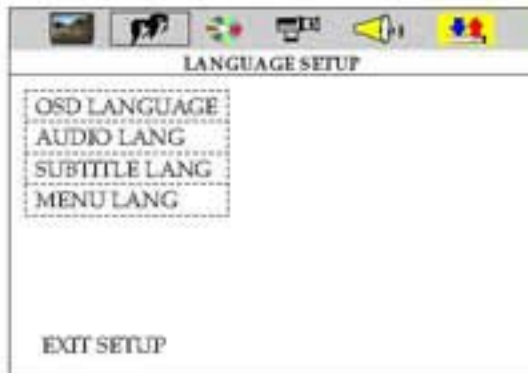 LANGUAGE SETUP
OSD LANGUAGE
AUDIO LANG
SUBTITLE LANG
MENU LANG
EXIT SETUP